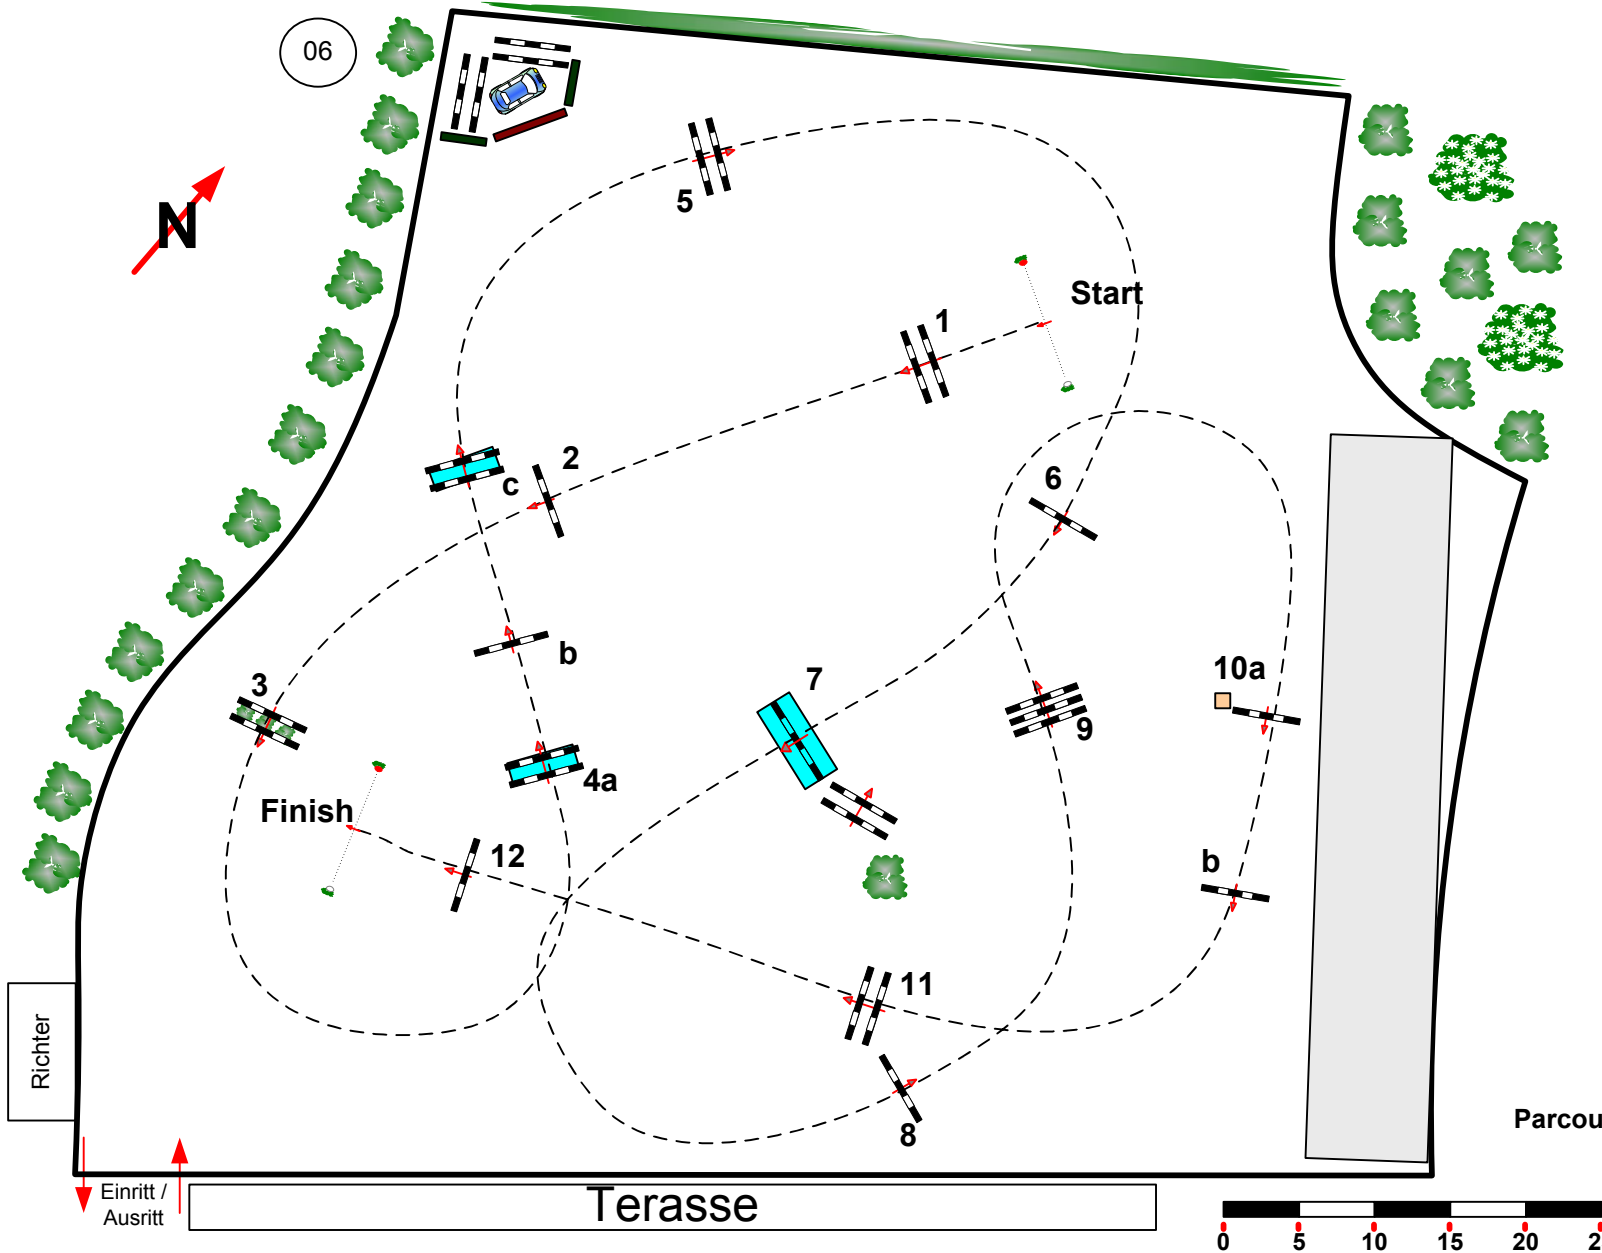 06
N
5
Start
1
2
c
6
b
3
7
10a
9
4a
Finish
12
b
11
8
Richter
Parcou
Einritt /
Ausritt
Terasse
0 5 10 15 20 2